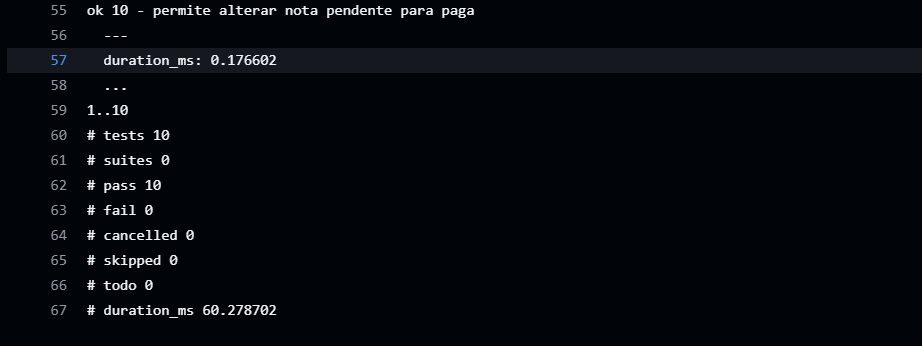 55 ok 10 - permite alterar nota pendente para paga
56 ---
57 duration_ms: 0.176602
58 ...
59 1..10
60 # tests 10
61 # suites 0
62 # pass 10
63 # fail 0
64 # cancelled 0
65 # skipped 0
66 # todo 0
67 # duration_ms 60.278702